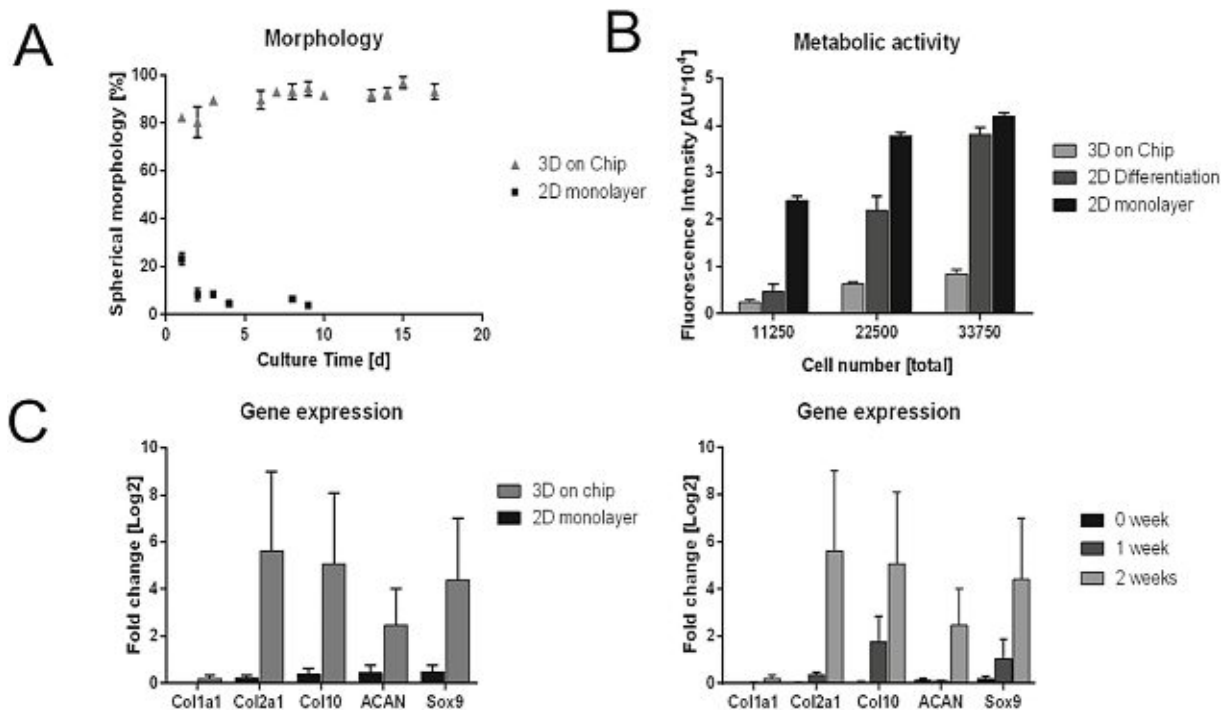 A
Morphology
Spherical morphology [%]
100
80
60
40
20
0
0 5 10 15 20
Culture Time [d]
3D on Chip
2D monolayer
B
Metabolic activity
Fluorescence Intensity [AU*10^4]
5
4
3
2
1
0
11250 22500 33750
Cell number [total]
3D on Chip
2D Differentiation
2D monolayer
C
Gene expression
Fold change [Log2]
10
8
6
4
2
0
Col1a1 Col2a1 Col10 ACAN Sox9
3D on chip
2D monolayer
Gene expression
Fold change [Log2]
10
8
6
4
2
0
Col1a1 Col2a1 Col10 ACAN Sox9
0 week
1 week
2 weeks